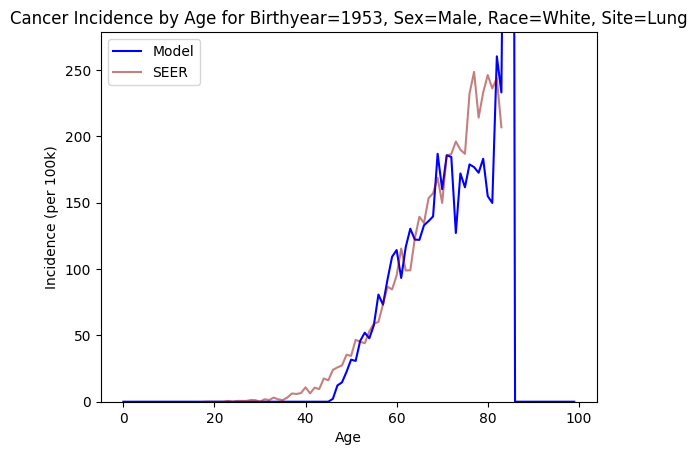 Cancer Incidence by Age for Birthyear=1953, Sex=Male, Race=White, Site=Lung
Model
SEER
Incidence (per 100k)
250
200
150
100
50
0
0 20 40 60 80 100
Age